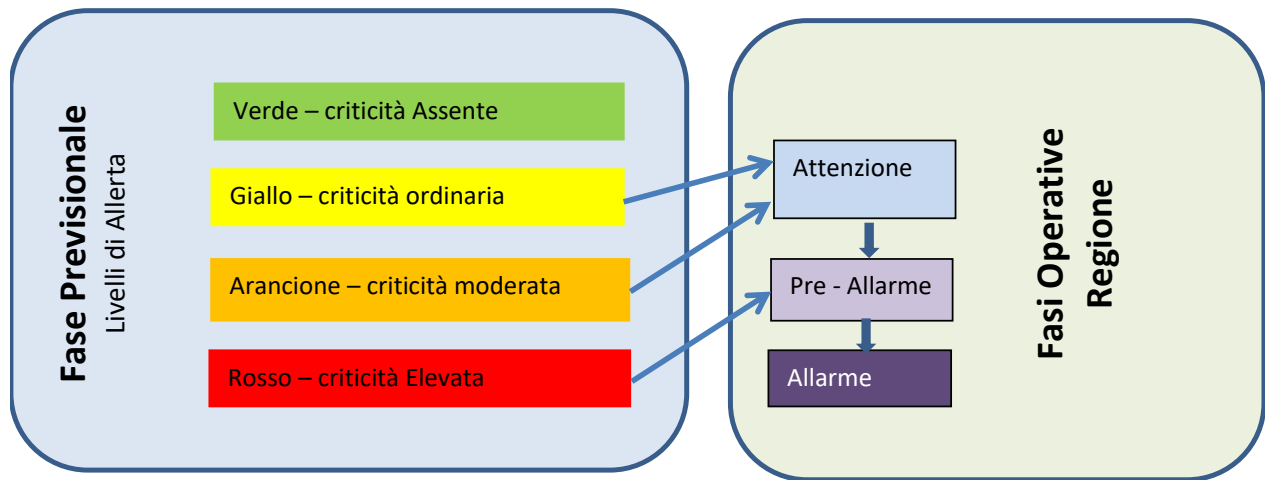 Fase Previsionale
Livelli di Allerta
Verde – criticità Assente
Giallo – criticità ordinaria
Arancione – criticità moderata
Rosso – criticità Elevata
Attenzione
Pre - Allarme
Allarme
Fasi Operative
Regione